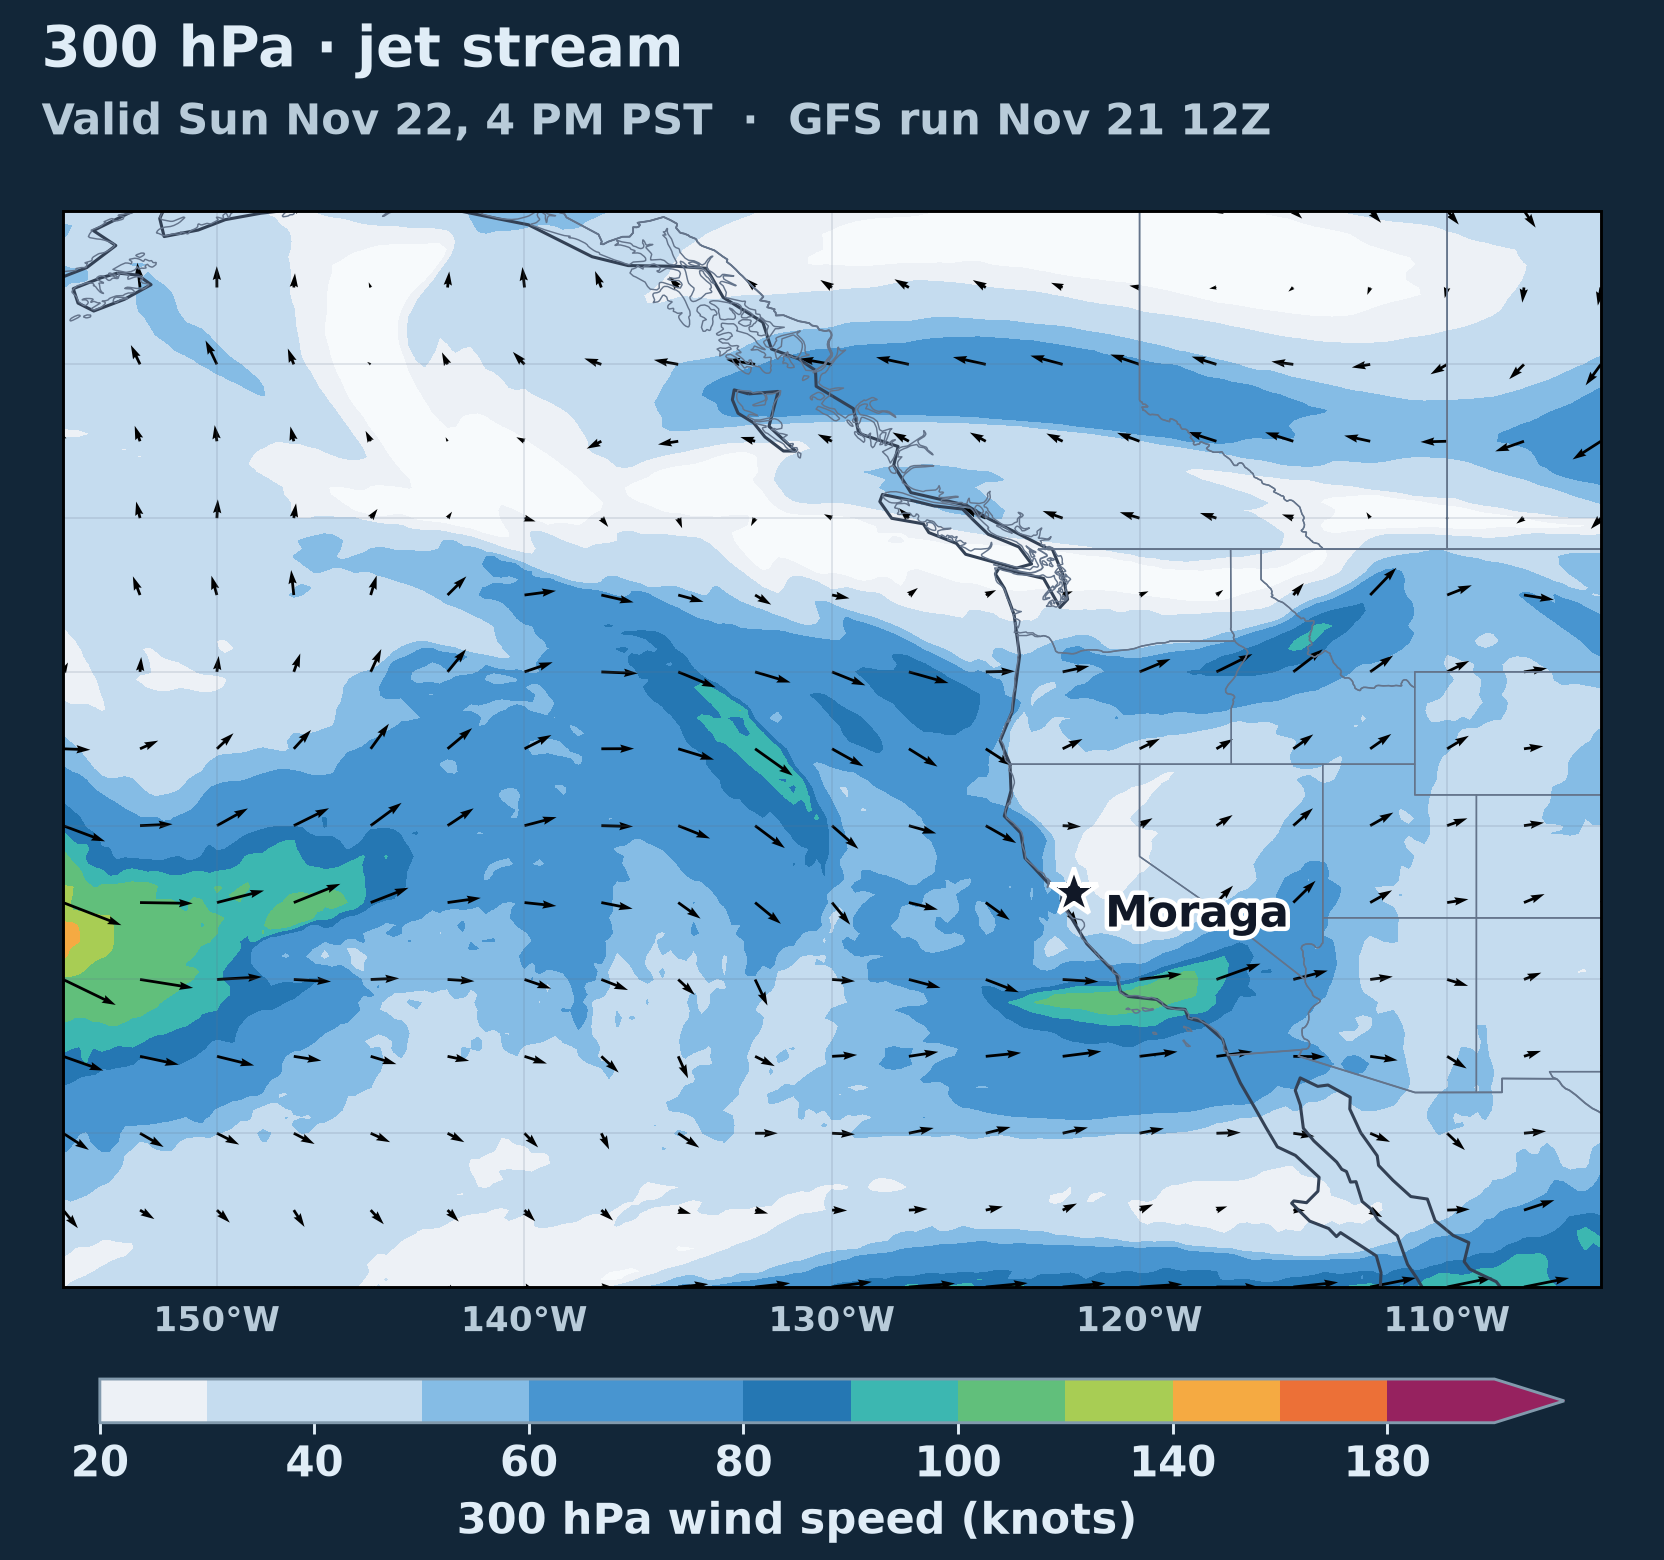 300 hPa · jet stream
Valid Sun Nov 22, 4 PM PST · GFS run Nov 21 12Z
Moraga
150°W 140°W 130°W 120°W 110°W
20 40 60 80 100 140 180
300 hPa wind speed (knots)